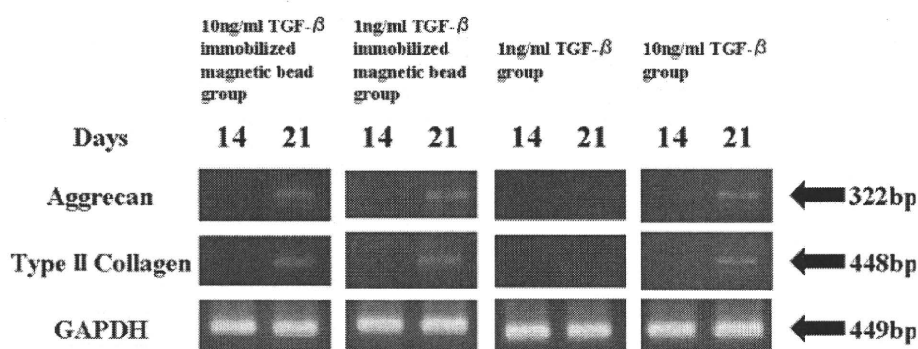 10ng/ml TGF-β
immobilized
magnetic bead
group
1ng/ml TGF-β
immobilized
magnetic bead
group
1ng/ml TGF-β
group
10ng/ml TGF-β
group
Days 14 21 14 21 14 21 14 21
Aggrecan 322bp
Type Ⅱ Collagen 448bp
GAPDH 449bp